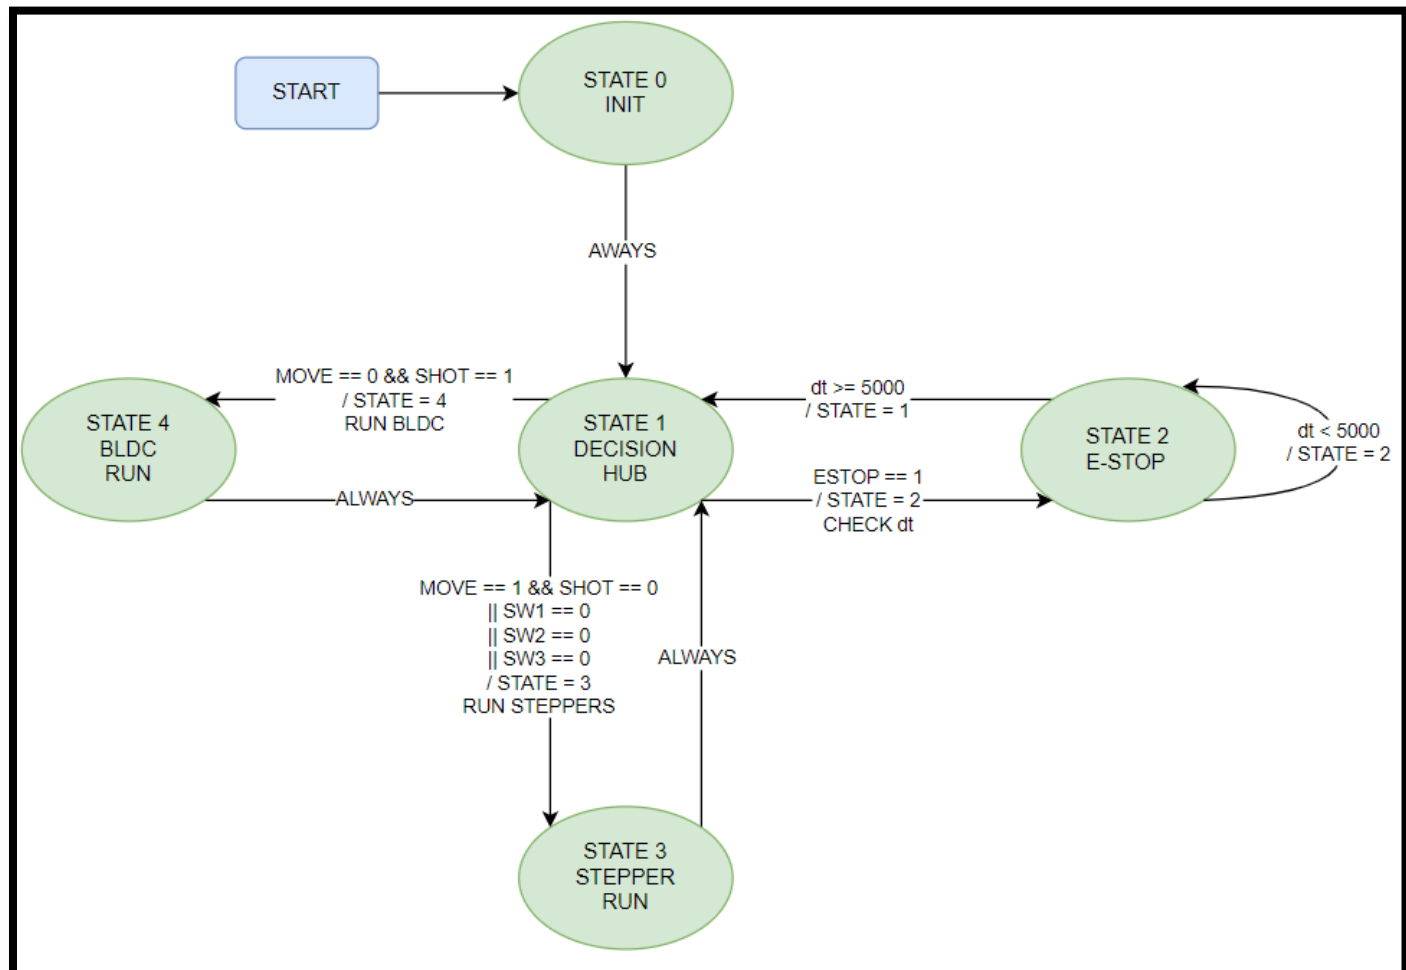 START
STATE 0
INIT
AWAYS
MOVE == 0 && SHOT == 1
/ STATE = 4
RUN BLDC
STATE 4
BLDC
RUN
ALWAYS
STATE 1
DECISION
HUB
dt >= 5000
/ STATE = 1
ESTOP == 1
/ STATE = 2
CHECK dt
STATE 2
E-STOP
dt < 5000
/ STATE = 2
MOVE == 1 && SHOT == 0
|| SW1 == 0
|| SW2 == 0
|| SW3 == 0
/ STATE = 3
RUN STEPPERS
ALWAYS
STATE 3
STEPPER
RUN